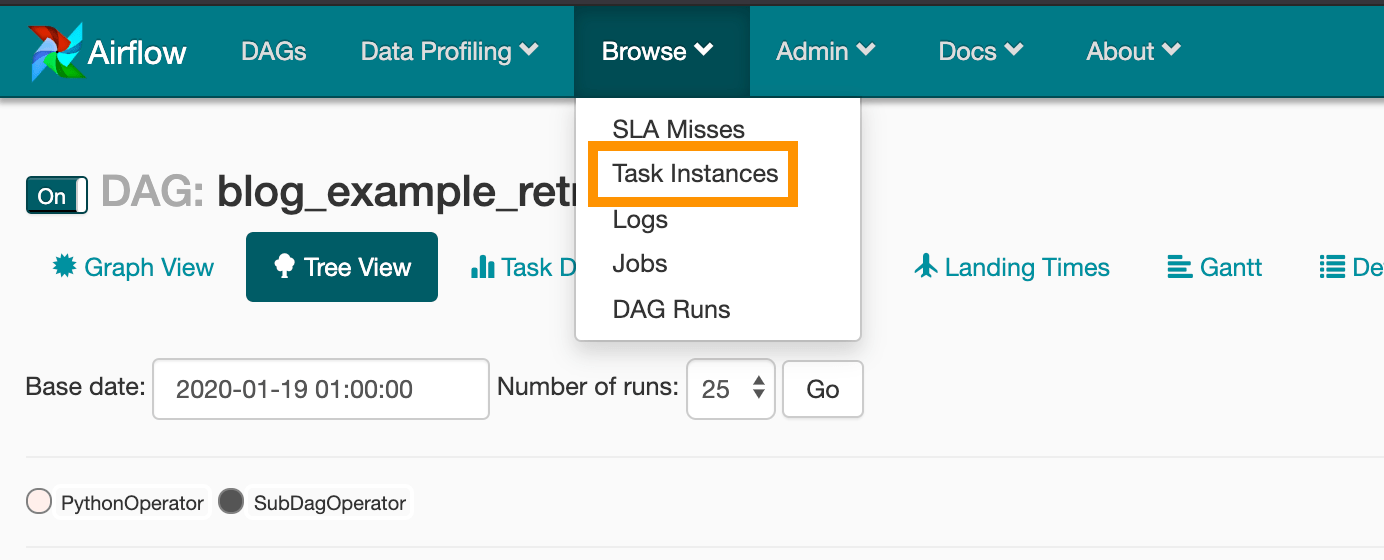 Airflow DAGs Data Profiling Browse Admin Docs About
SLA Misses
Task Instances
Logs
Jobs
DAG Runs
On DAG: blog_example_retr
Graph View Tree View Task D Landing Times Gantt De
Base date: 2020-01-19 01:00:00 Number of runs: 25 Go
PythonOperator SubDagOperator